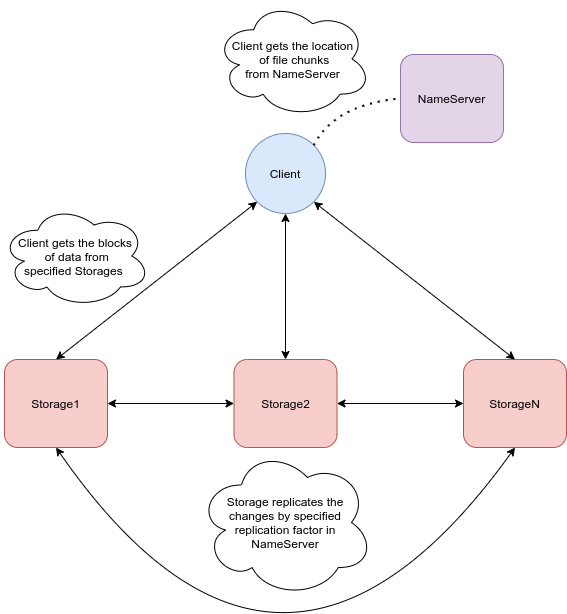 Client gets the location
of file chunks
from NameServer
NameServer
Client
Client gets the blocks
of data from
specified Storages
Storage1
Storage2
StorageN
Storage replicates the
changes by specified
replication factor in
NameServer